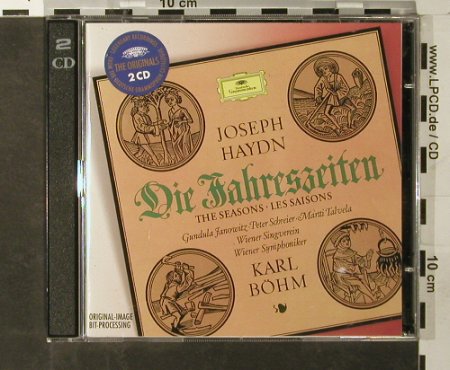 10 cm
2
CD
THE ORIGINALS
2 CD
Deutsche
Grammophon
JOSEPH
HAYDN
Die Jahreszeiten
THE SEASONS · LES SAISONS
Gundula Janowitz · Peter Schreier · Martti Talvela
Wiener Singverein
Wiener Symphoniker
KARL
BÖHM
ORIGINAL-IMAGE
BIT-PROCESSING
www.LPCD.de / CD
10 cm